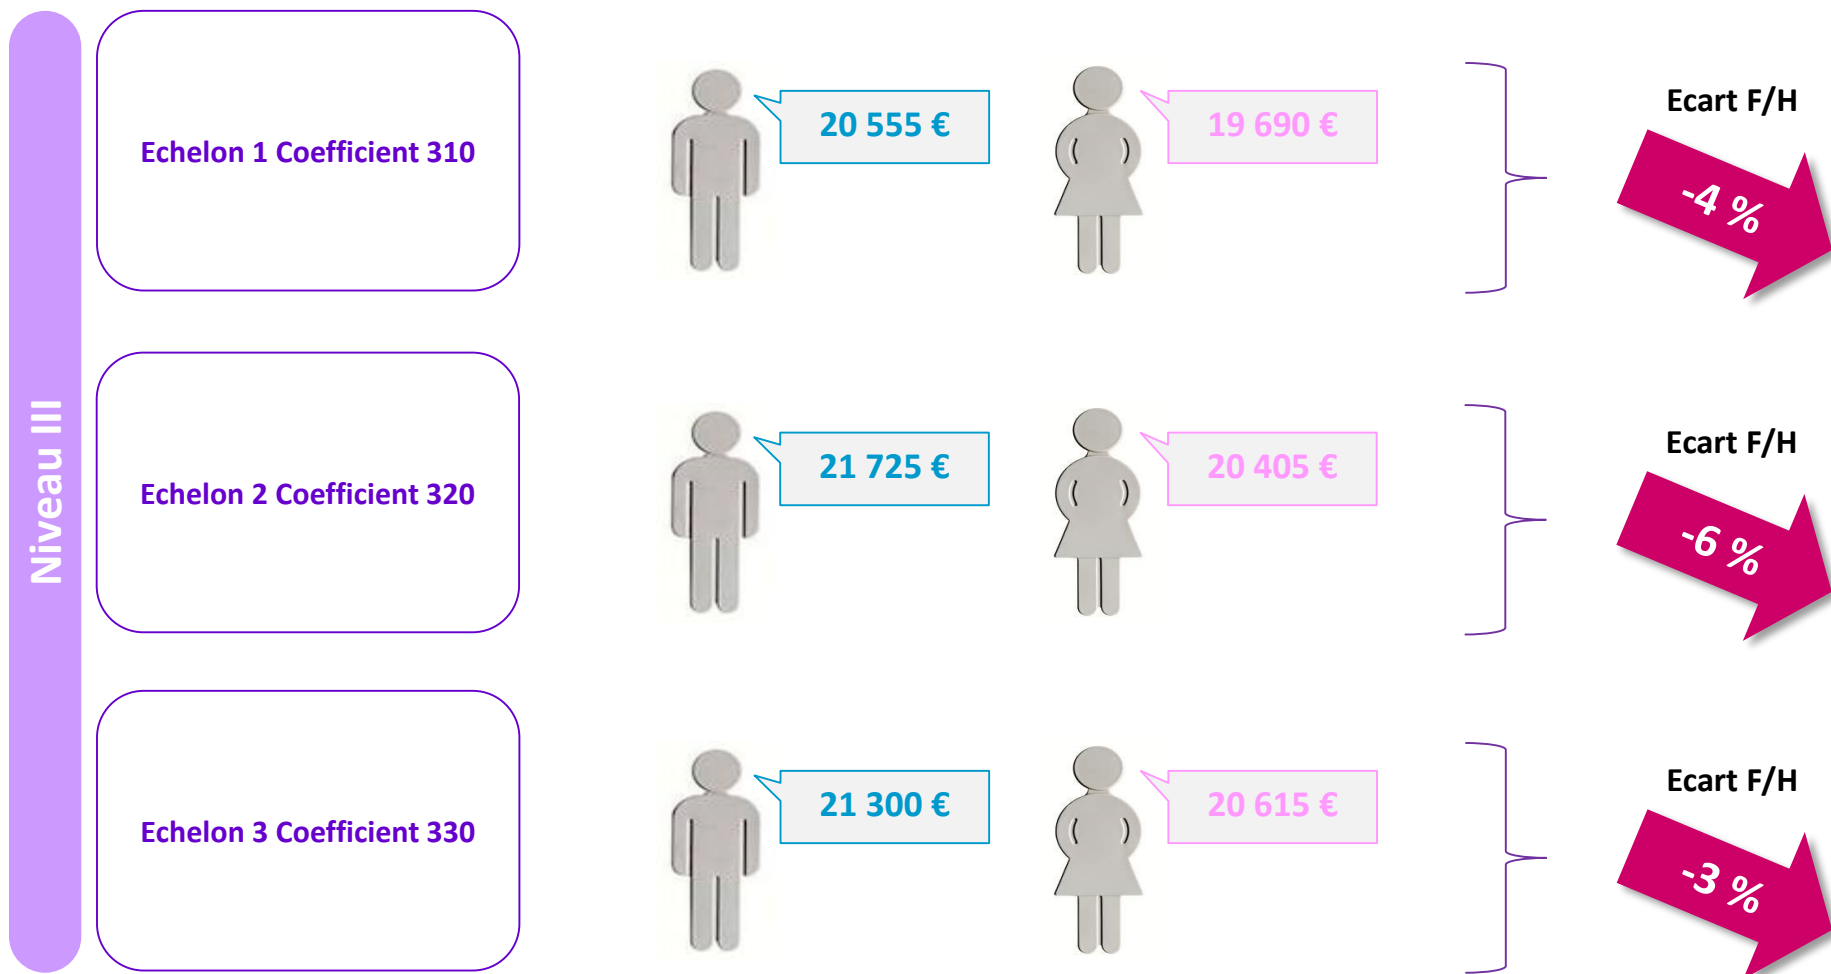 Niveau III
Echelon 1 Coefficient 310
20 555 €
19 690 €
Ecart F/H
-4 %
Echelon 2 Coefficient 320
21 725 €
20 405 €
Ecart F/H
-6 %
Echelon 3 Coefficient 330
21 300 €
20 615 €
Ecart F/H
-3 %